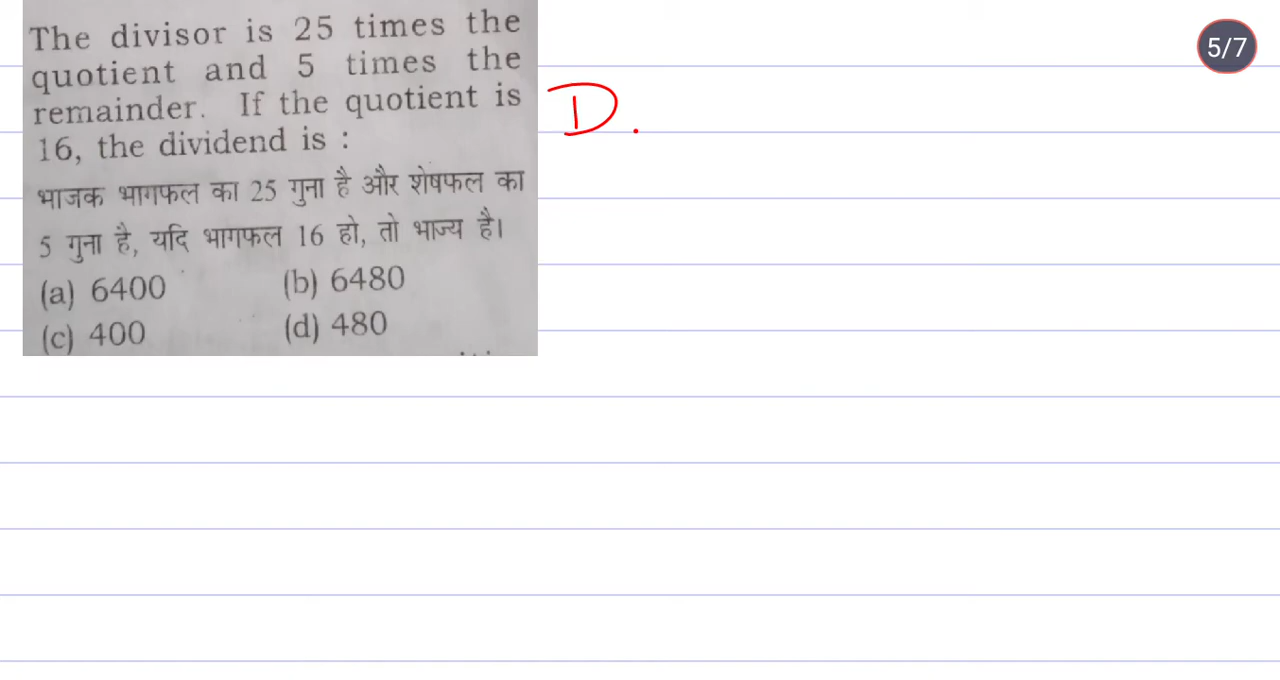 The divisor is 25 times the
quotient and 5 times the
remainder. If the quotient is
16, the dividend is :
भाजक भागफल का 25 गुना है और शेषफल का
5 गुना है, यदि भागफल 16 हो, तो भाज्य है।
(a) 6400 (b) 6480
(c) 400 (d) 480
D.
5/7